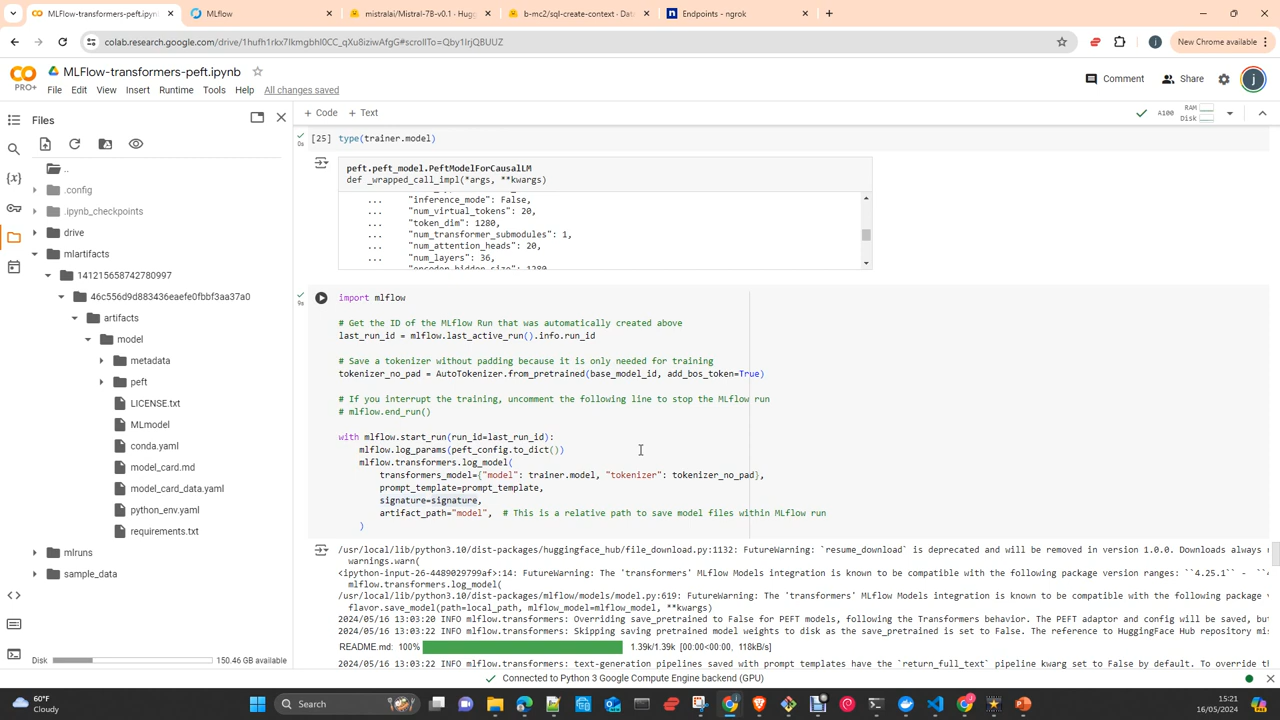 MLFlow-transformers-peft.ipynb
MLflow
mistralai/Mistral-7B-v0.1 - Hugg
b-mc2/sql-create-context - Data
Endpoints - ngrok
colab.research.google.com/drive/1hufh1rkx7Ikmgbhl0CC_qXu8iziwAfgG#scrollTo=Qby1IrjQBUUZ
New Chrome available
MLFlow-transformers-peft.ipynb
PRO+
File Edit View Insert Runtime Tools Help All changes saved
Comment Share j
Files
+ Code + Text
A100 RAM Disk
..
.config
.ipynb_checkpoints
drive
mlartifacts
141215658742780997
46c556d9d883436eaefe0fbbf3aa37a0
artifacts
model
metadata
peft
LICENSE.txt
MLmodel
conda.yaml
model_card.md
model_card_data.yaml
python_env.yaml
requirements.txt
mlruns
sample_data
Disk 150.46 GB available
[25] type(trainer.model)
0s
peft.peft_model.PeftModelForCausalLM
def _wrapped_call_impl(*args, **kwargs)
... "inference_mode": False,
... "num_virtual_tokens": 20,
... "token_dim": 1280,
... "num_transformer_submodules": 1,
... "num_attention_heads": 20,
... "num_layers": 36,
... "encoder_hidden_size": 1280
9s
import mlflow
# Get the ID of the MLflow Run that was automatically created above
last_run_id = mlflow.last_active_run().info.run_id
# Save a tokenizer without padding because it is only needed for training
tokenizer_no_pad = AutoTokenizer.from_pretrained(base_model_id, add_bos_token=True)
# If you interrupt the training, uncomment the following line to stop the MLflow run
# mlflow.end_run()
with mlflow.start_run(run_id=last_run_id):
mlflow.log_params(peft_config.to_dict())
mlflow.transformers.log_model(
transformers_model={"model": trainer.model, "tokenizer": tokenizer_no_pad},
prompt_template=prompt_template,
signature=signature,
artifact_path="model", # This is a relative path to save model files within MLflow run
)
/usr/local/lib/python3.10/dist-packages/huggingface_hub/file_download.py:1132: FutureWarning: `resume_download` is deprecated and will be removed in version 1.0.0. Downloads always r
warnings.warn(
<ipython-input-26-4489029799af>:14: FutureWarning: The 'transformers' MLflow Models integration is known to be compatible with the following package version ranges: ``4.25.1`` -
mlflow.transformers.log_model(
/usr/local/lib/python3.10/dist-packages/mlflow/models/model.py:619: FutureWarning: The 'transformers' MLflow Models integration is known to be compatible with the following package v
flavor.save_model(path=local_path, mlflow_model=mlflow_model, **kwargs)
2024/05/16 13:03:20 INFO mlflow.transformers: Overriding save_pretrained to False for PEFT models, following the Transformers behavior. The PEFT adaptor and config will be saved, but
2024/05/16 13:03:22 INFO mlflow.transformers: Skipping saving pretrained model weights to disk as the save_pretrained is set to False. The reference to HuggingFace Hub repository mis
README.md: 100% 1.39k/1.39k [00:00<00:00, 118kB/s]
2024/05/16 13:03:22 INFO mlflow.transformers: text-generation pipelines saved with prompt templates have the `return_full_text` pipeline kwarg set to False by default. To override th
Connected to Python 3 Google Compute Engine backend (GPU)
60°F
Cloudy
Search
15:21
16/05/2024